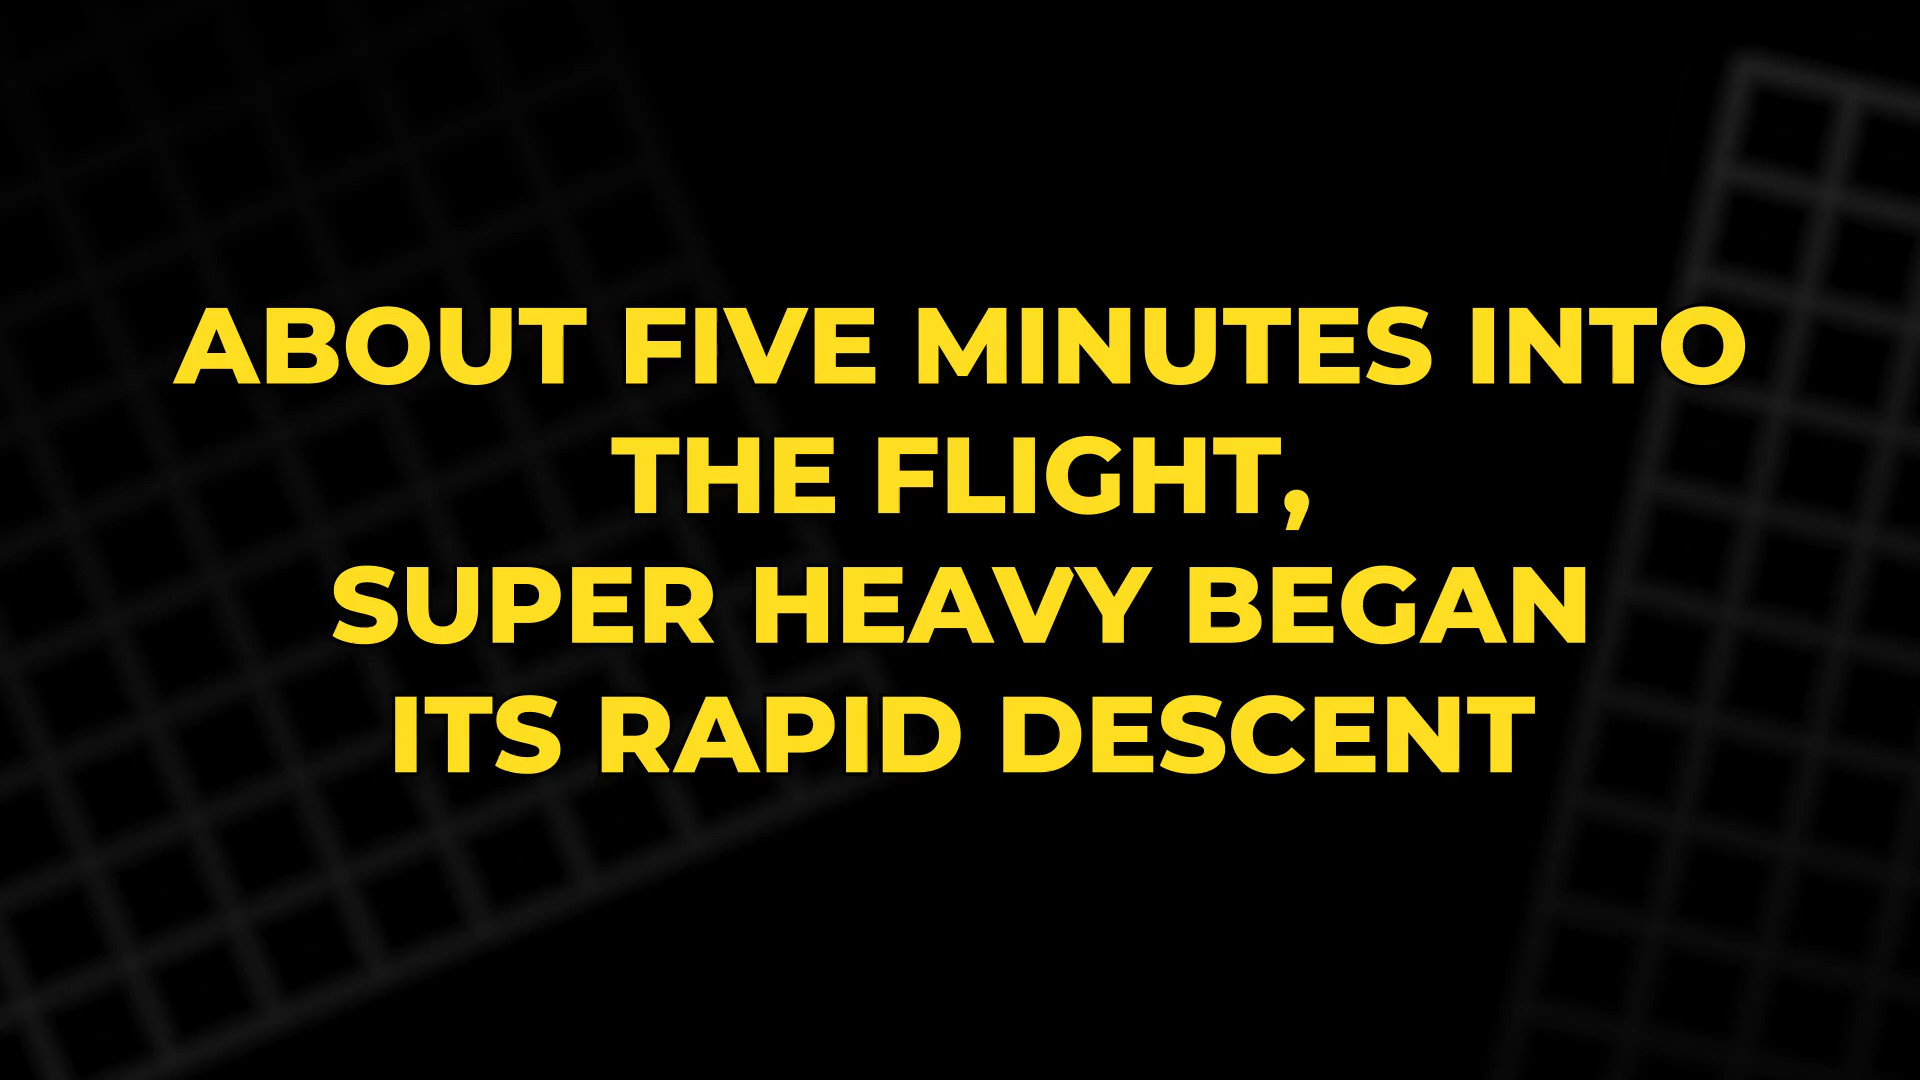 ABOUT FIVE MINUTES INTO
THE FLIGHT,
SUPER HEAVY BEGAN
ITS RAPID DESCENT